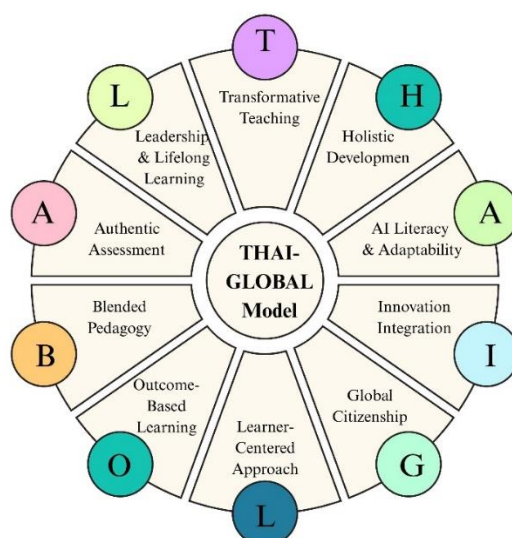 T
Transformative
Teaching
H
Holistic
Developmen
A
AI Literacy
& Adaptability
I
Innovation
Integration
G
Global
Citizenship
L
Learner-
Centered
Approach
O
Outcome-
Based
Learning
B
Blended
Pedagogy
A
Authentic
Assessment
L
Leadership
& Lifelong
Learning
THAI-
GLOBAL
Model